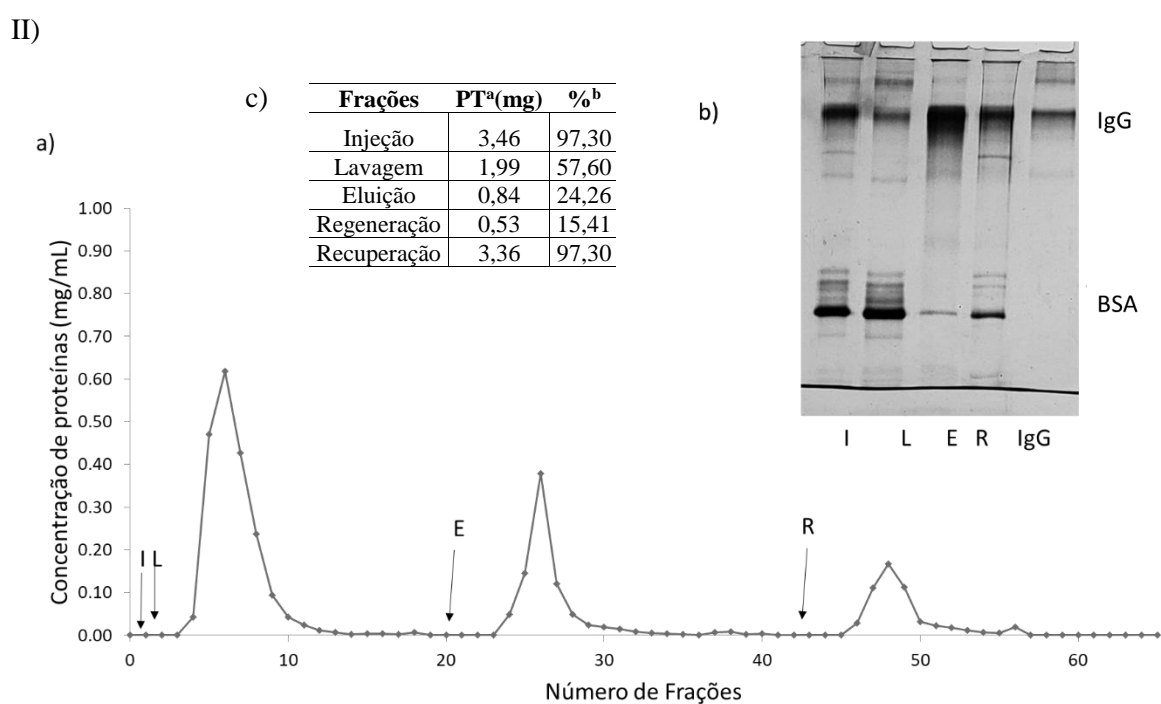 II)
c)
Frações PTᵃ(mg) %ᵇ
Injeção 3,46 97,30
Lavagem 1,99 57,60
Eluição 0,84 24,26
Regeneração 0,53 15,41
Recuperação 3,36 97,30
b)
IgG
BSA
I L E R IgG
a)
Concentração de proteínas (mg/mL)
1.00
0.90
0.80
0.70
0.60
0.50
0.40
0.30
0.20
0.10
0.00
I L
E
R
0 10 20 30 40 50 60
Número de Frações